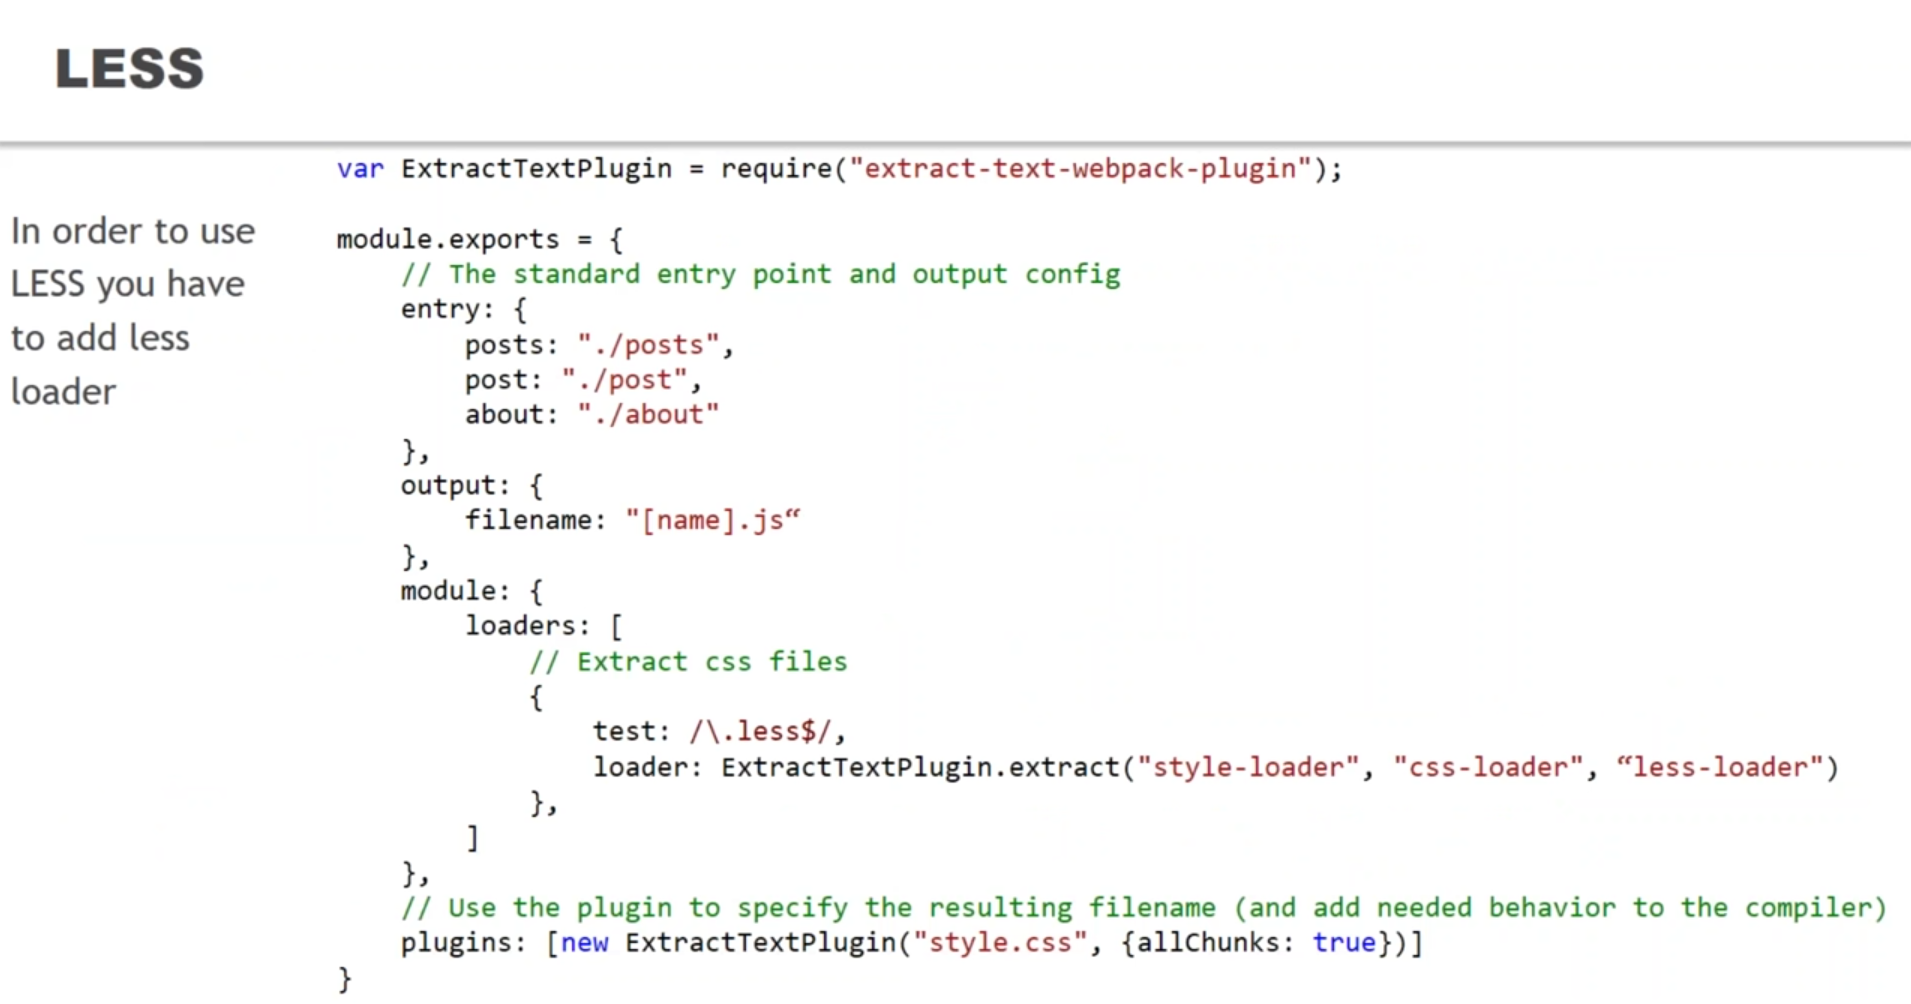 LESS
In order to use
LESS you have
to add less
loader
var ExtractTextPlugin = require("extract-text-webpack-plugin");
module.exports = {
// The standard entry point and output config
entry: {
posts: "./posts",
post: "./post",
about: "./about"
},
output: {
filename: "[name].js“
},
module: {
loaders: [
// Extract css files
{
test: /\.less$/,
loader: ExtractTextPlugin.extract("style-loader", "css-loader", “less-loader")
},
]
},
// Use the plugin to specify the resulting filename (and add needed behavior to the compiler)
plugins: [new ExtractTextPlugin("style.css", {allChunks: true})]
}